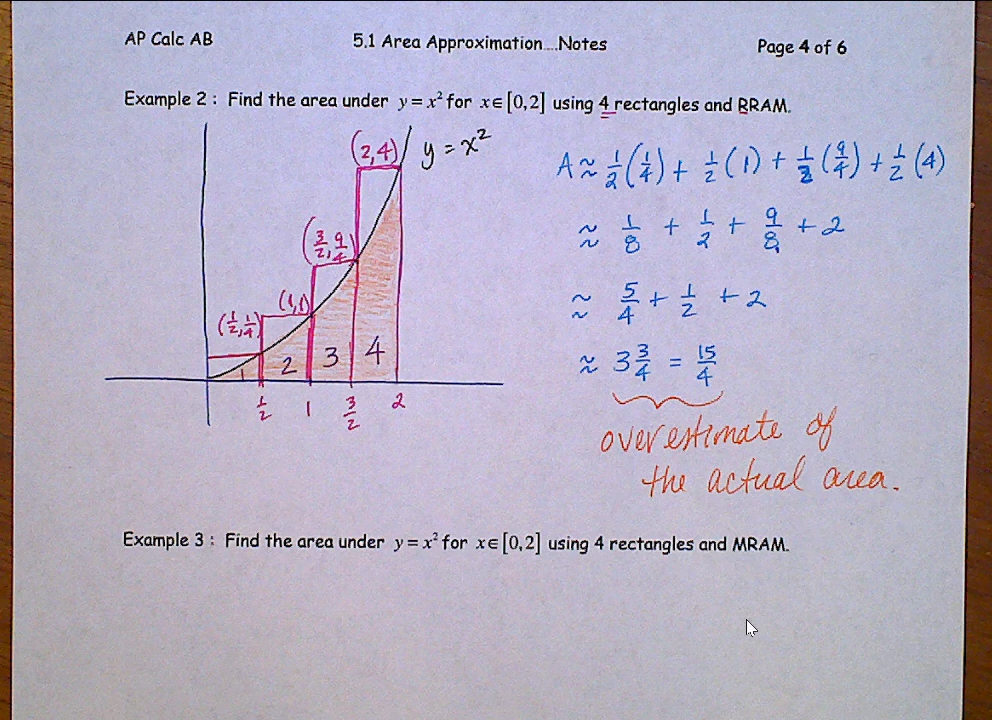 AP Calc AB
5.1 Area Approximation...Notes
Page 4 of 6
Example 2 : Find the area under y = x² for x ∈ [0, 2] using 4 rectangles and RRAM.
(2,4)
y = x²
(3/2, 9/4)
(1,1)
(1/2, 1/4)
1
2
3
4
1/2
1
3/2
2
A ≈ 1/2(1/4) + 1/2(1) + 1/2(9/4) + 1/2(4)
≈ 1/8 + 1/2 + 9/8 + 2
≈ 5/4 + 1/2 + 2
≈ 3 3/4 = 15/4
overestimate of
the actual area.
Example 3 : Find the area under y = x² for x ∈ [0, 2] using 4 rectangles and MRAM.